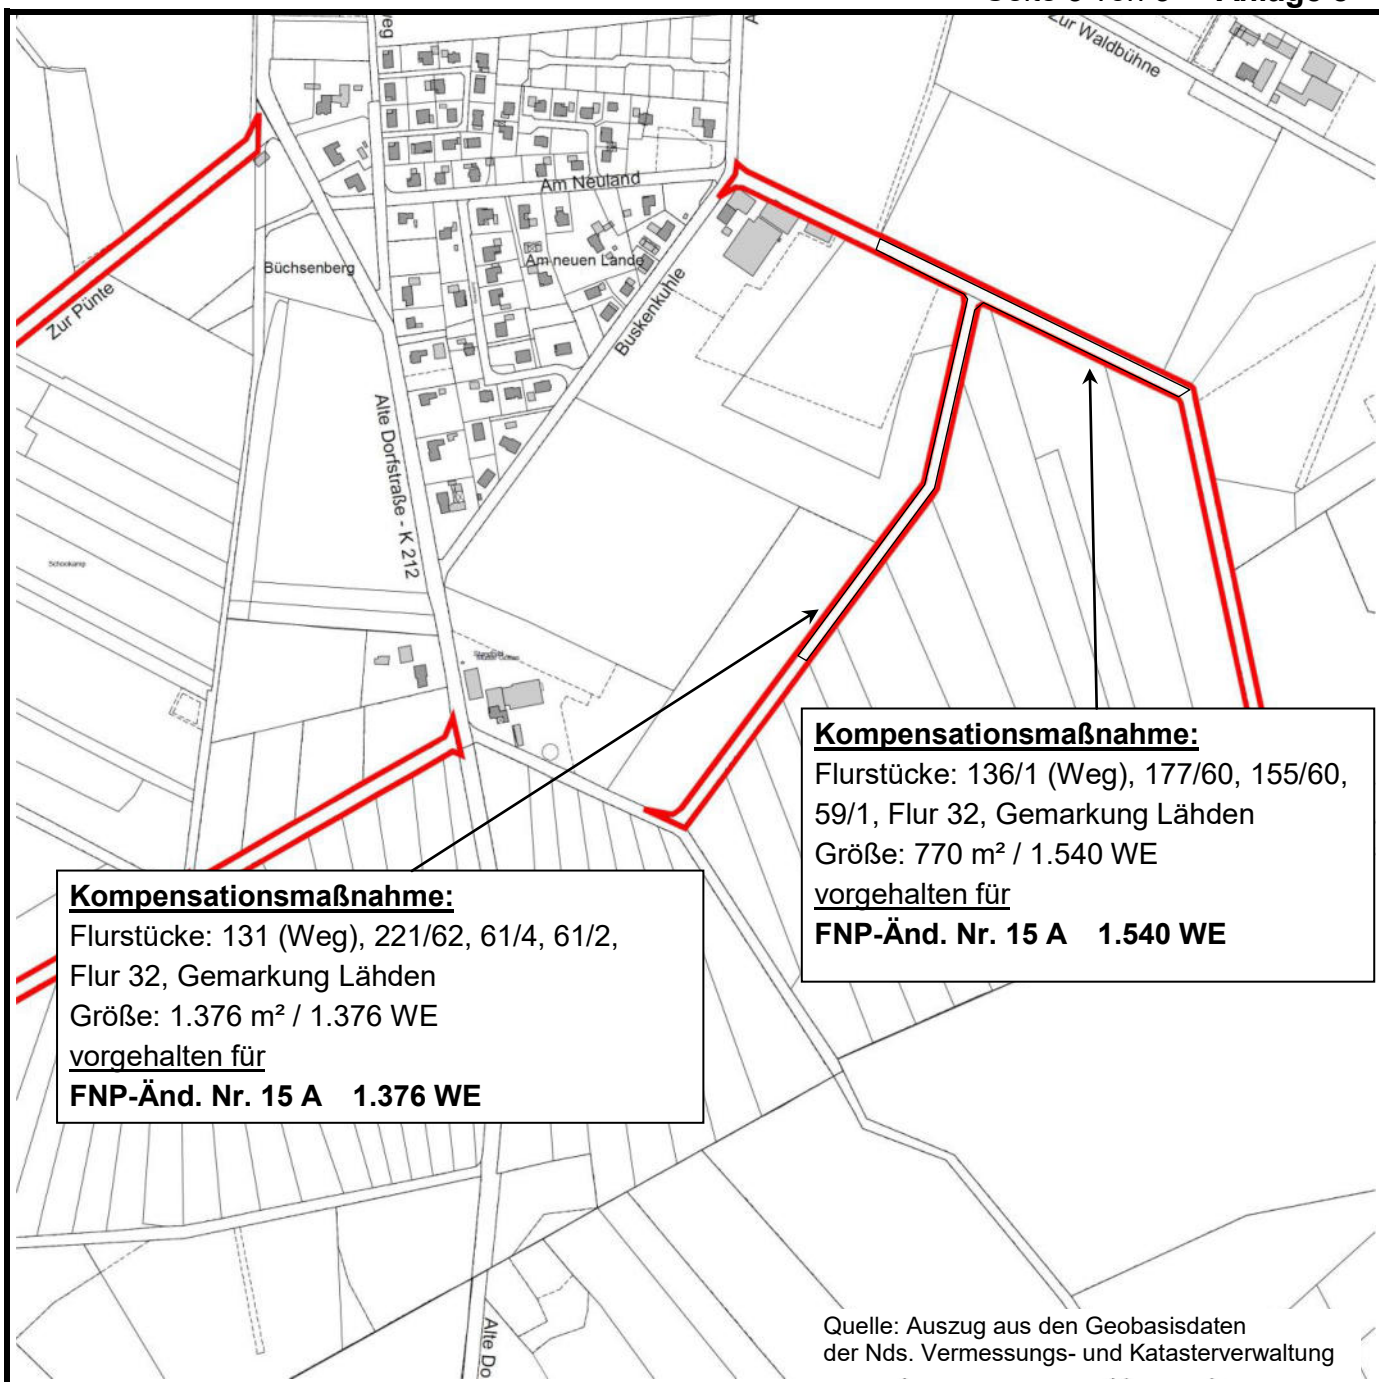 Zur Waldbühne
Am Neuland
Büchsenberg
Am neuen Lande
Zur Pünte
Buskenkuhle
Alte Dorfstraße - K 212
Schookamp
Kompensationsmaßnahme:
Flurstücke: 136/1 (Weg), 177/60, 155/60,
59/1, Flur 32, Gemarkung Lähden
Größe: 770 m² / 1.540 WE
vorgehalten für
FNP-Änd. Nr. 15 A 1.540 WE
Kompensationsmaßnahme:
Flurstücke: 131 (Weg), 221/62, 61/4, 61/2,
Flur 32, Gemarkung Lähden
Größe: 1.376 m² / 1.376 WE
vorgehalten für
FNP-Änd. Nr. 15 A 1.376 WE
Alte Do
Quelle: Auszug aus den Geobasisdaten
der Nds. Vermessungs- und Katasterverwaltung